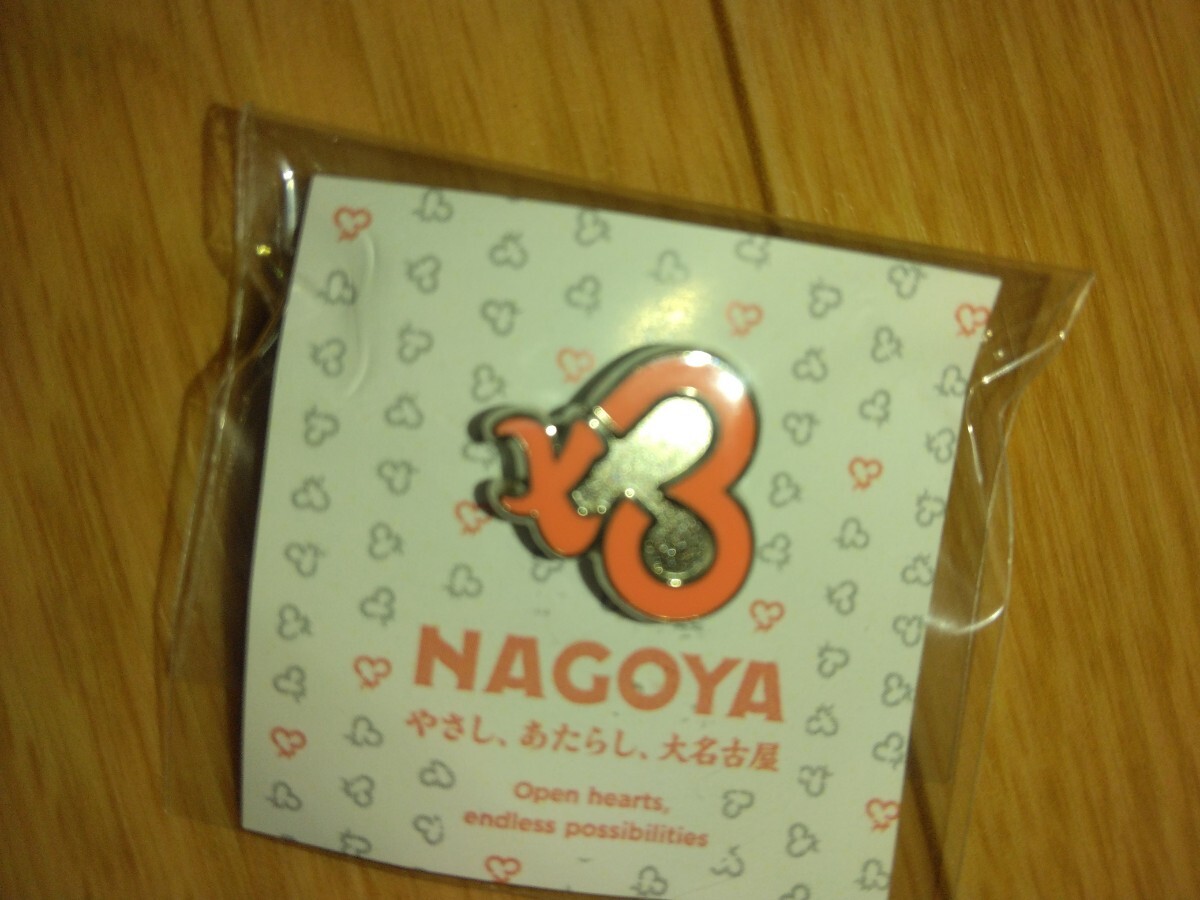 NAGOYA
やさし、あたらし、大名古屋
Open hearts,
endless possibilities